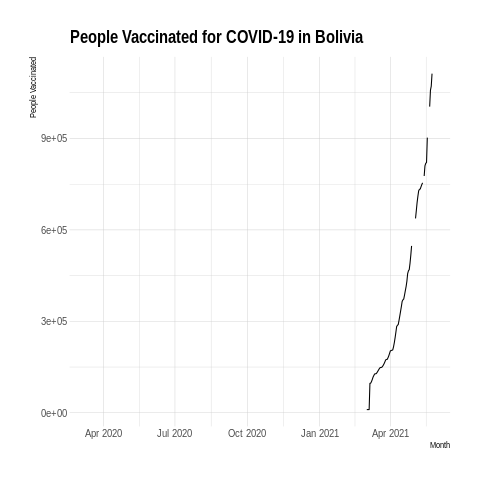 People Vaccinated for COVID-19 in Bolivia
People Vaccinated
9e+05
6e+05
3e+05
0e+00
Apr 2020 Jul 2020 Oct 2020 Jan 2021 Apr 2021
Month